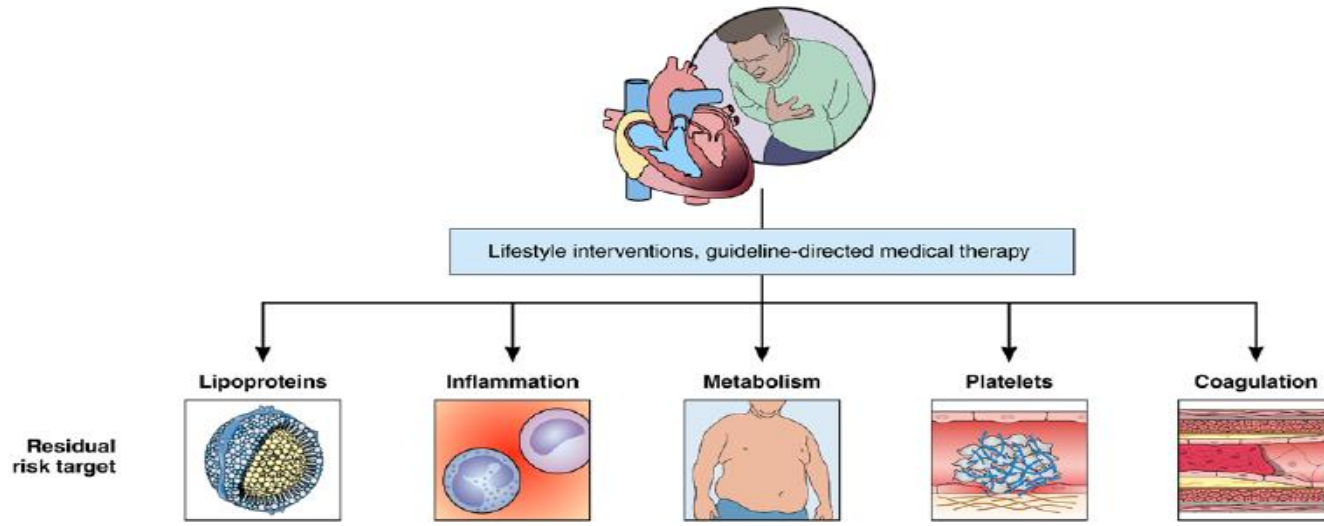 Lifestyle interventions, guideline-directed medical therapy
Lipoproteins
Inflammation
Metabolism
Platelets
Coagulation
Residual
risk target